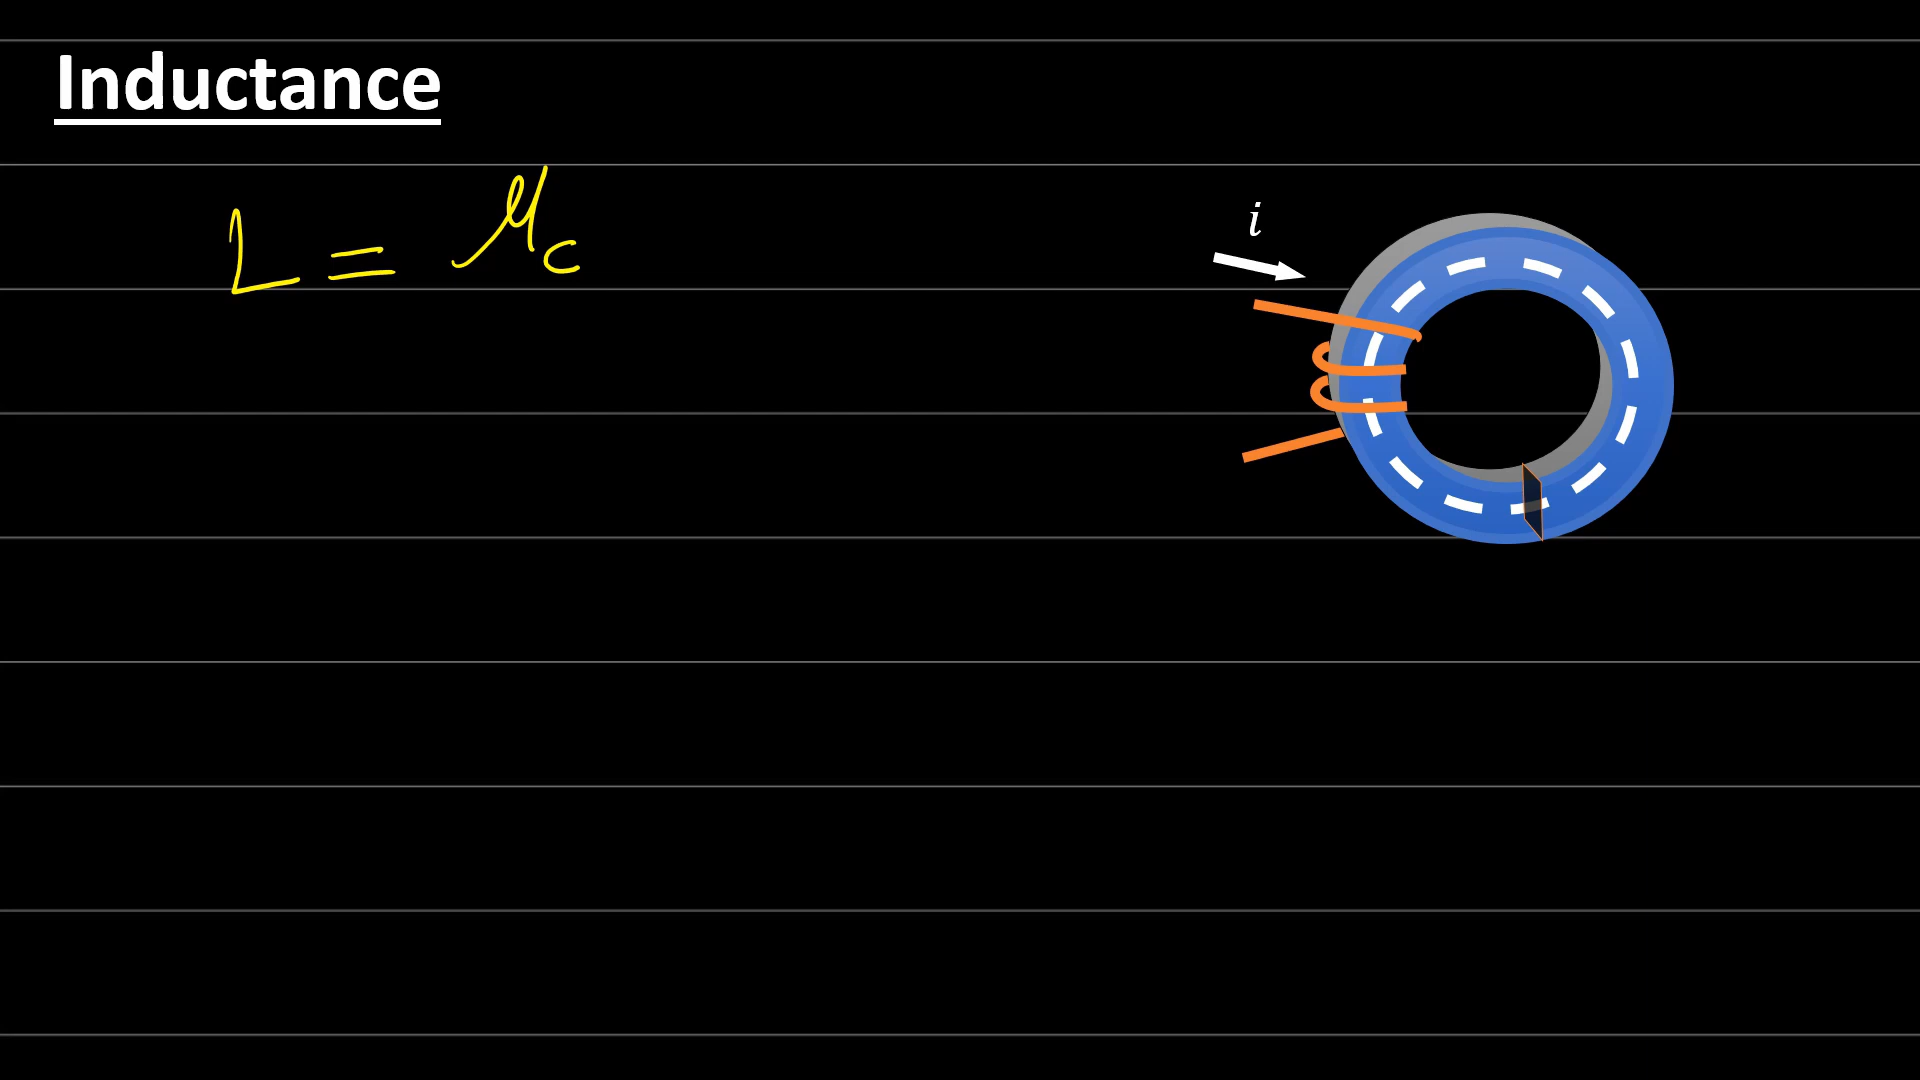 Inductance
L = μc
i